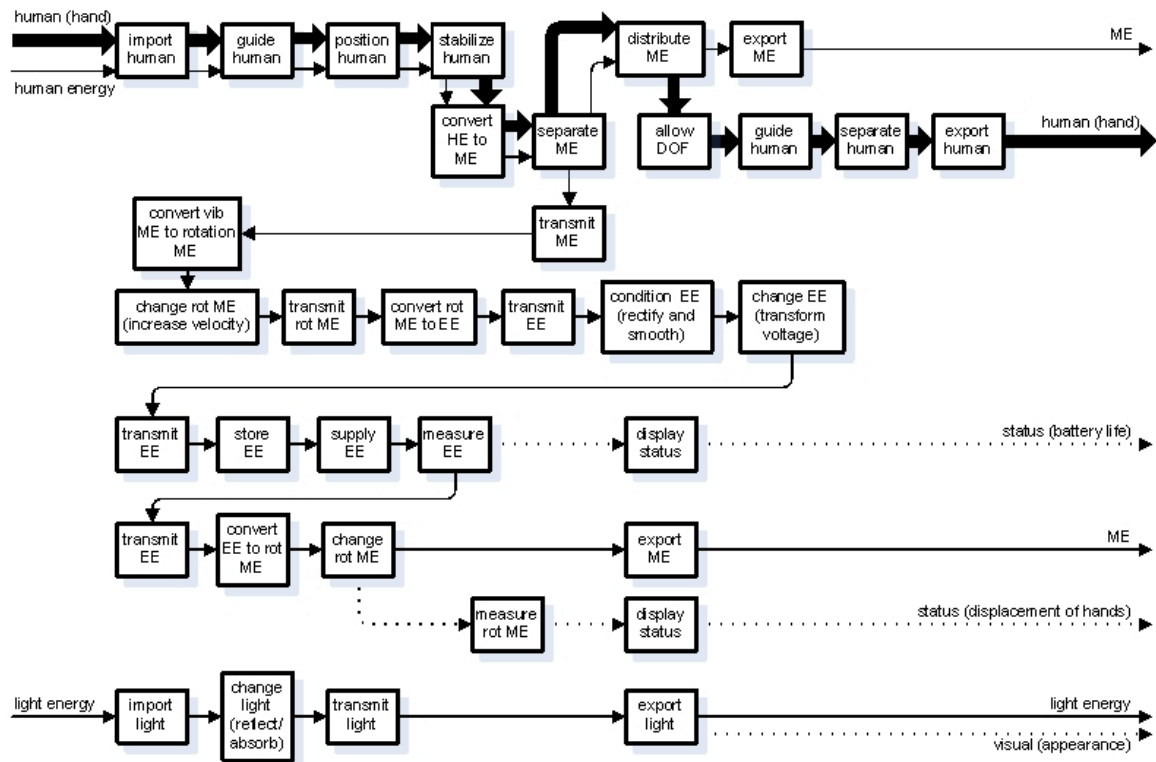 human (hand)
import
human
guide
human
position
human
stabilize
human
distribute
ME
export
ME
ME
human energy
convert
HE to
ME
separate
ME
allow
DOF
guide
human
separate
human
export
human
human (hand)
convert vib
ME to rotation
ME
transmit
ME
change rot ME
(increase velocity)
transmit
rot ME
convert rot
ME to EE
transmit
EE
condition EE
(rectify and
smooth)
change EE
(transform
voltage)
transmit
EE
store
EE
supply
EE
measure
EE
display
status
status (battery life)
transmit
EE
convert
EE to rot
ME
change
rot ME
export
ME
ME
measure
rot ME
display
status
status (displacement of hands)
light energy
import
light
change
light
(reflect/
absorb)
transmit
light
export
light
light energy
visual (appearance)